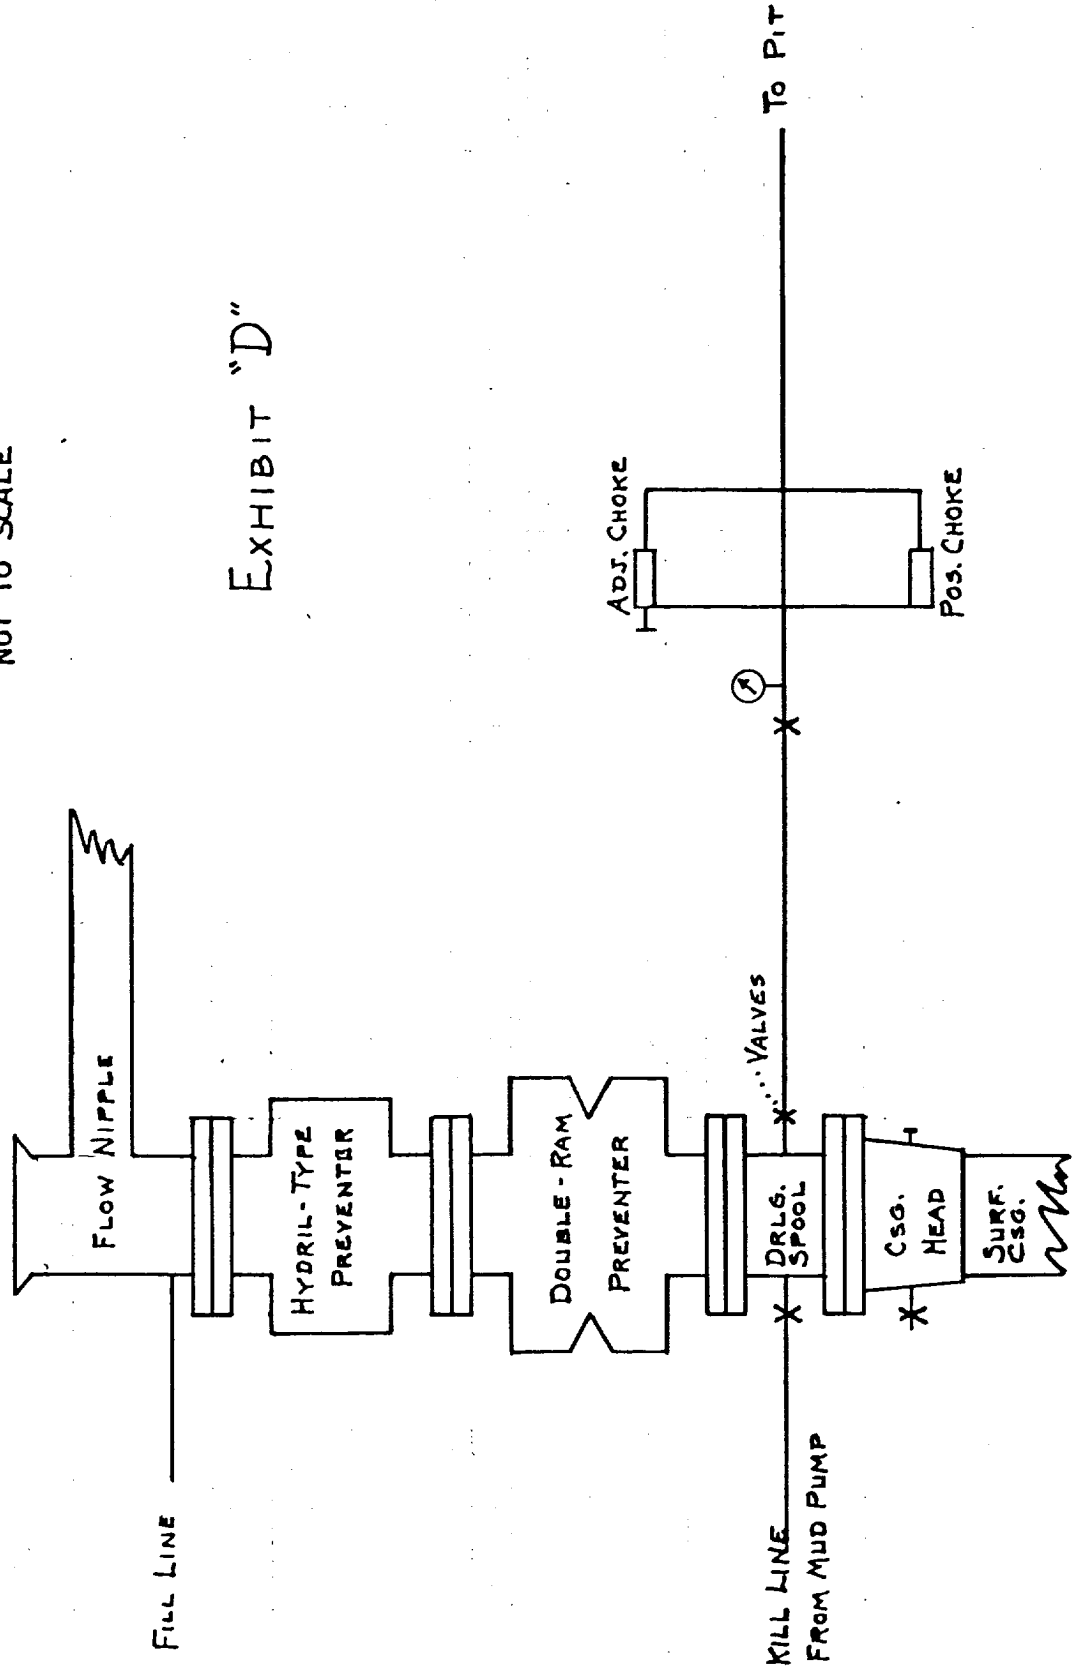 NOT TO SCALE
EXHIBIT "D"
FILL LINE
FLOW NIPPLE
HYDRIL-TYPE
PREVENTOR
DOUBLE-RAM
PREVENTER
KILL LINE
FROM MUD PUMP
DRLG.
SPOOL
VALVES
ADJ. CHOKE
POS. CHOKE
TO PIT
CSG.
HEAD
SURF.
CSG.